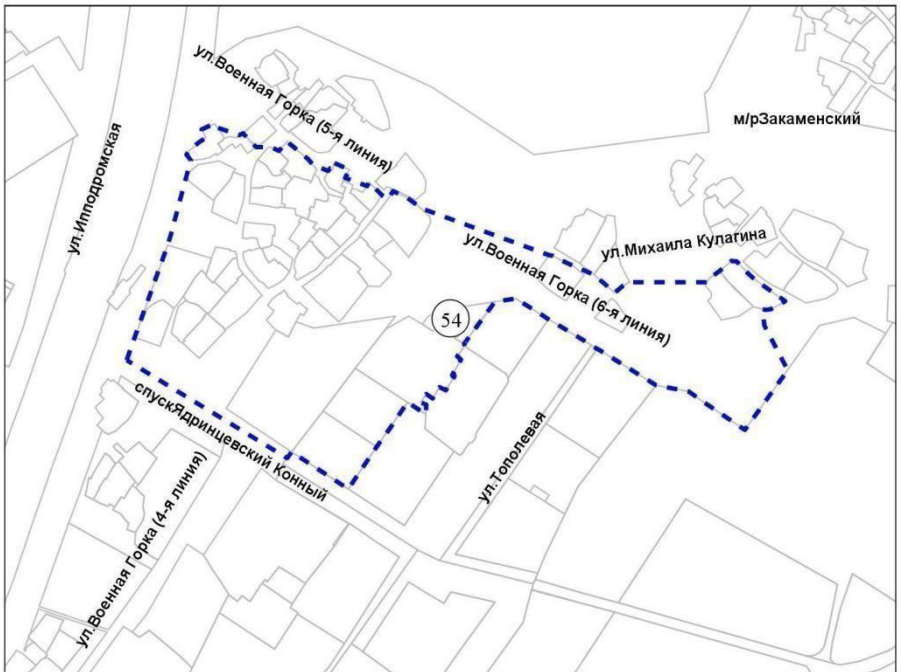 ул.Военная Горка (5-я линия)
м/рЗакаменский
ул.Ипподромская
ул.Михаила Кулагина
ул.Военная Горка (6-я линия)
54
спускЯдринцевский Конный
ул.Тополевая
ул.Военная Горка (4-я линия)